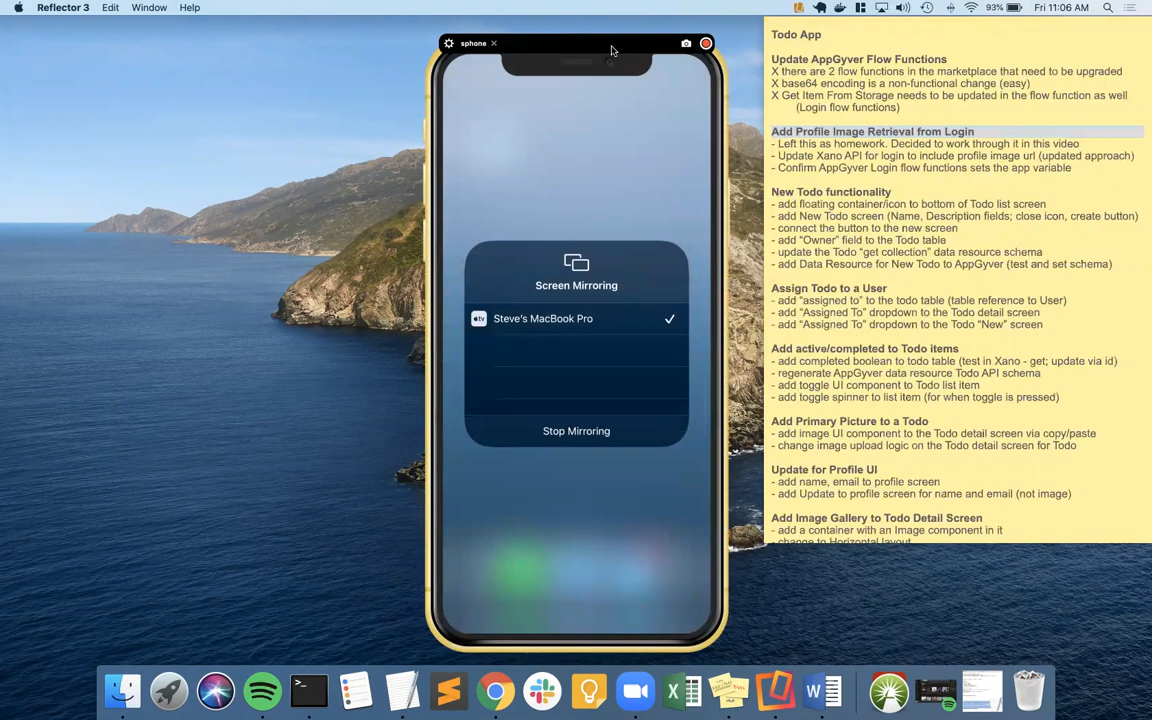 Reflector 3 Edit Window Help
93% Fri 11:06 AM
sphone
Screen Mirroring
tv Steve's MacBook Pro
Stop Mirroring
Todo App
Update AppGyver Flow Functions
X there are 2 flow functions in the marketplace that need to be upgraded
X base64 encoding is a non-functional change (easy)
X Get Item From Storage needs to be updated in the flow function as well
(Login flow functions)
Add Profile Image Retrieval from Login
- Left this as homework. Decided to work through it in this video
- Update Xano API for login to include profile image url (updated approach)
- Confirm AppGyver Login flow functions sets the app variable
New Todo functionality
- add floating container/icon to bottom of Todo list screen
- add New Todo screen (Name, Description fields; close icon, create button)
- connect the button to the new screen
- add “Owner” field to the Todo table
- update the Todo “get collection” data resource schema
- add Data Resource for New Todo to AppGyver (test and set schema)
Assign Todo to a User
- add “assigned to” to the todo table (table reference to User)
- add “Assigned To” dropdown to the Todo detail screen
- add “Assigned To” dropdown to the Todo “New” screen
Add active/completed to Todo items
- add completed boolean to todo table (test in Xano - get; update via id)
- regenerate AppGyver data resource Todo API schema
- add toggle UI component to Todo list item
- add toggle spinner to list item (for when toggle is pressed)
Add Primary Picture to a Todo
- add image UI component to the Todo detail screen via copy/paste
- change image upload logic on the Todo detail screen for Todo
Update for Profile UI
- add name, email to profile screen
- add Update to profile screen for name and email (not image)
Add Image Gallery to Todo Detail Screen
- add a container with an Image component in it
- change to Horizontal layout